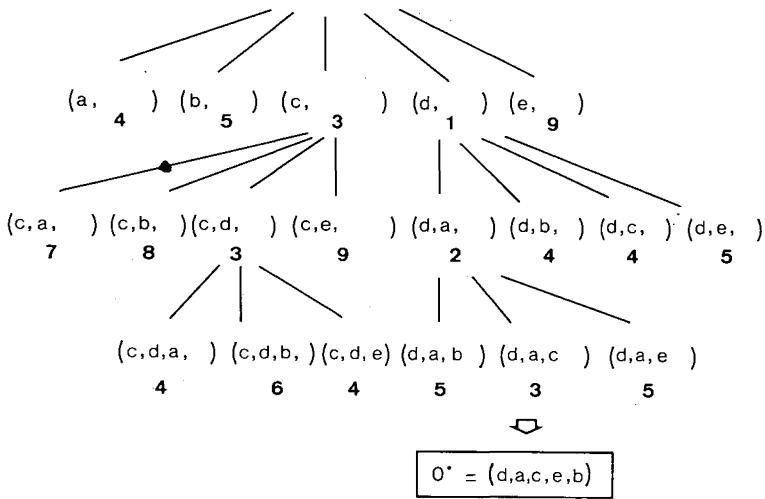 (a, ) (b, ) (c, ) (d, ) (e, )
4 5 3 1 9
(c,a, ) (c,b, ) (c,d, ) (c,e, ) (d,a, ) (d,b, ) (d,c, ) (d,e, )
7 8 3 9 2 4 4 5
(c,d,a, ) (c,d,b, ) (c,d,e) (d,a,b ) (d,a,c ) (d,a,e )
4 6 4 5 3 5
O* = (d,a,c,e,b)